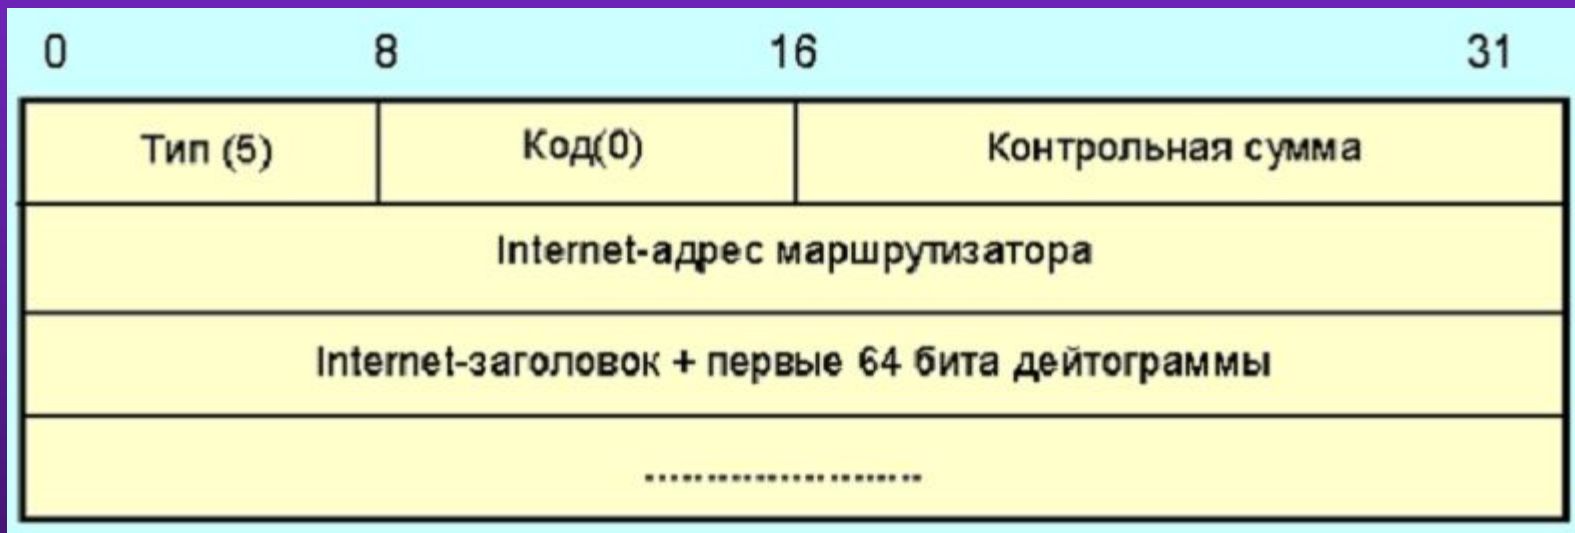 0 8 16 31
Тип (5) Код(0) Контрольная сумма
Internet-адрес маршрутизатора
Internet-заголовок + первые 64 бита дейтограммы
.......................